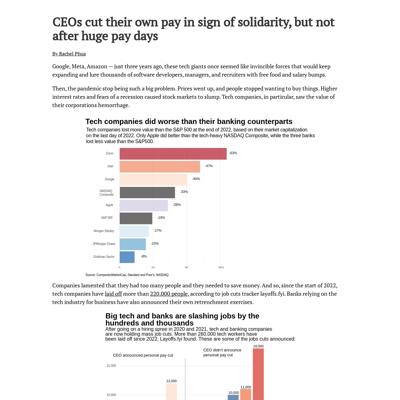 CEOs cut their own pay in sign of solidarity, but not
after huge pay days
By Rachel Phua
Google, Meta, Amazon — just three years ago, these tech giants once seemed like invincible forces that would keep
expanding and lure thousands of software developers, managers, and recruiters with free food and salary bumps.
Then, the pandemic stop being such a big problem. Prices went up, and people stopped wanting to buy things. Higher
interest rates and fears of a recession caused stock markets to slump. Tech companies, in particular, saw the value of
their corporations hemorrhage.
Tech companies did worse than their banking counterparts
Tech companies lost more value than the S&P 500 at the end of 2022, based on their market capitalization
on the last day of 2022. Only Apple did better than the tech-heavy NASDAQ Composite, while the three banks
lost less value than the S&P500.
Intel
-47%
Google
NASDAQ
Composite
-33%
Apple
-28%
S&P 500
-19%
Morgan Stanley
-17%
JPMorgan Chase
Goldman Sachs
Source: CompaniesMarketCap, Standard and Poor's, NASDAQ
Companies lamented that they had too many people and they needed to save money. And so, since the start of 2022,
tech companies have laid off more than 220,000 people, according to job cuts tracker layoffs.fyi. Banks relying on
the tech industry for business have also announced their own retrenchment exercises.
Big tech and banks are slashing jobs by the
hundreds and thousands
After going on a hiring spree in 2020 and 2021, tech and banking companies
are now holding mass job cuts. More than 280,000 tech workers have
been laid off since 2022, Layoffs.fyi found. These are some of the jobs cuts announced:
CEO announced personal pay cut
CEO didn't announce
personal pay cut
12,000
10,000
11,000